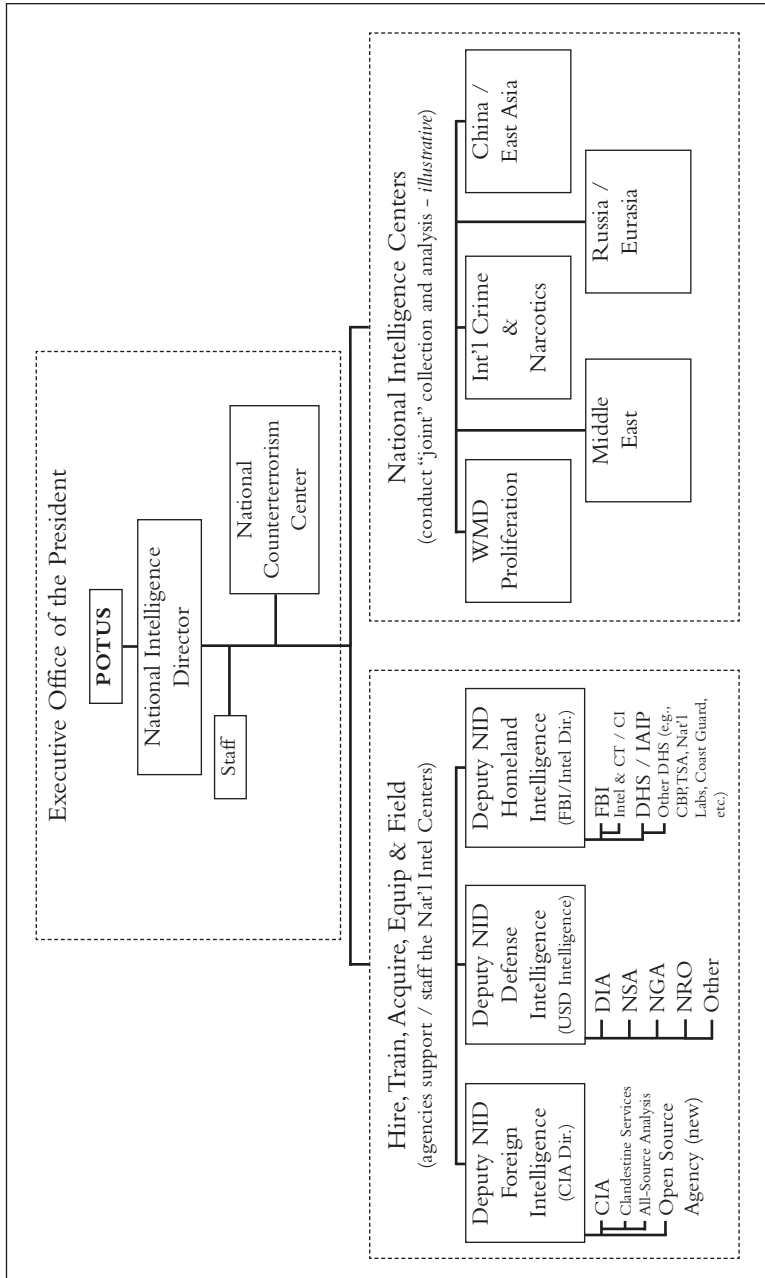 Executive Office of the President
POTUS
National Intelligence
Director
Staff
National
Counterterrorism
Center
Hire, Train, Acquire, Equip & Field
(agencies support / staff the Nat'l Intel Centers)
Deputy NID
Foreign
Intelligence
(CIA Dir.)
CIA
Clandestine Services
All-Source Analysis
Open Source
Agency (new)
Deputy NID
Defense
Intelligence
(USD Intelligence)
DIA
NSA
NGA
NRO
Other
Deputy NID
Homeland
Intelligence
(FBI/Intel Dir.)
FBI
Intel & CT / CI
DHS / IAIP
Other DHS (e.g.,
CBP,TSA, Nat'l
Labs, Coast Guard,
etc.)
National Intelligence Centers
(conduct "joint" collection and analysis – illustrative)
WMD
Proliferation
Int'l Crime
&
Narcotics
China /
East Asia
Middle
East
Russia /
Eurasia